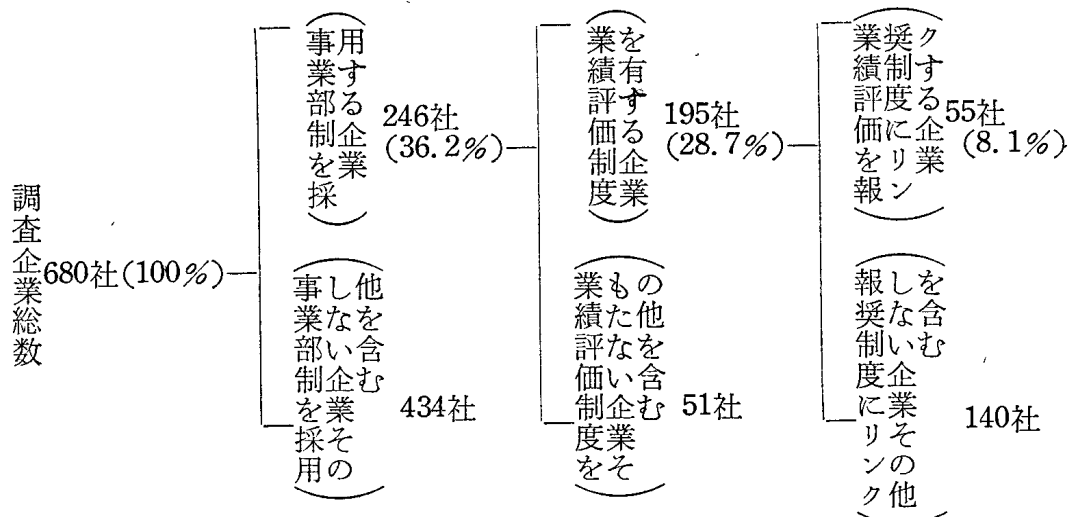 調査企業総数
680社(100%)
(事業部制を採
用する企業)
246社
(36.2%)
(業績評価制度
を有する企業)
195社
(28.7%)
(業績評価を報
奨制度にリン
クする企業)
55社
(8.1%)
(事業部制を採用
しない企業その
他を含む)
434社
(業績評価制度を
もたない企業そ
の他を含む)
51社
(報奨制度にリンク
しない企業その他
を含む)
140社